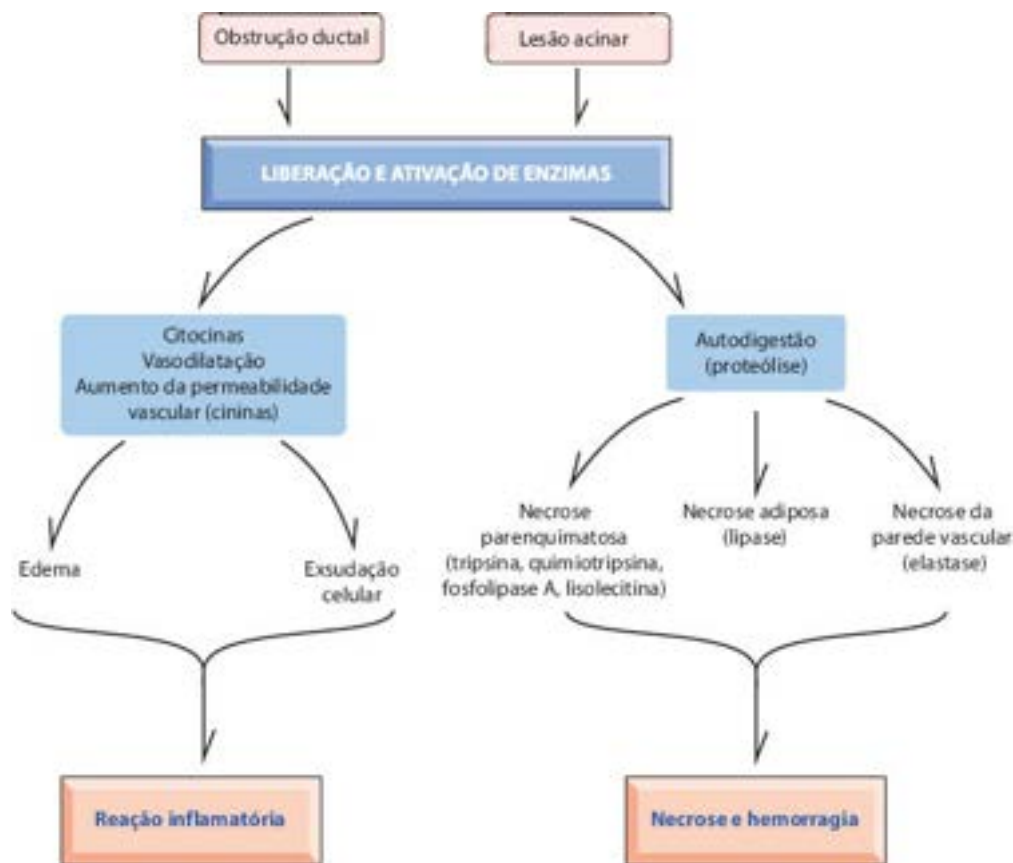 Obstrução ductal
Lesão acinar
LIBERAÇÃO E ATIVAÇÃO DE ENZIMAS
Citocinas
Vasodilatação
Aumento da permeabilidade
vascular (cininas)
Autodigestão
(proteólise)
Edema
Exsudação
celular
Necrose
parenquimatosa
(tripsina, quimiotripsina,
fosfolipase A, lisolecitina)
Necrose adiposa
(lipase)
Necrose da
parede vascular
(elastase)
Reação inflamatória
Necrose e hemorragia